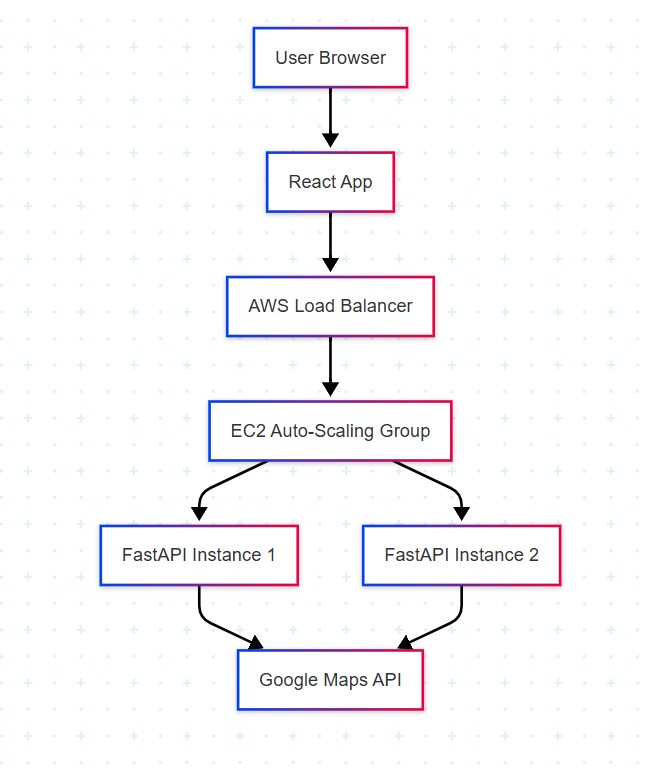 User Browser
React App
AWS Load Balancer
EC2 Auto-Scaling Group
FastAPI Instance 1
FastAPI Instance 2
Google Maps API